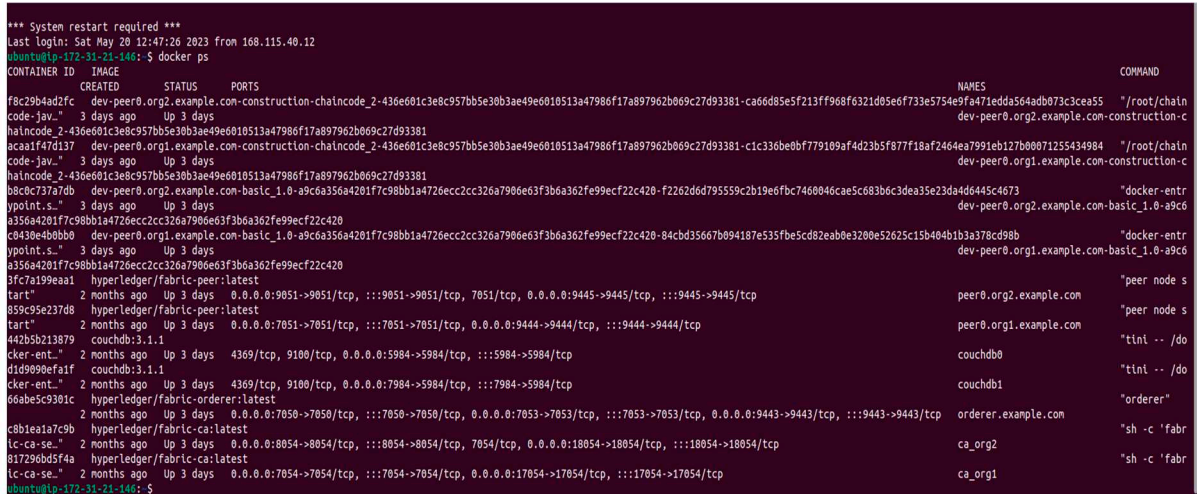 *** System restart required ***
Last login: Sat May 20 12:47:26 2023 from 168.115.40.12
ubuntu@ip-172-31-21-146:~$ docker ps
CONTAINER ID   IMAGE   COMMAND
CREATED   STATUS   PORTS   NAMES
f8c29b4ad2fc   dev-peer0.org2.example.com-construction-chaincode_2-436e601c3e8c957bb5e30b3ae49e6010513a47986f17a897962b069c27d93381-ca66d85e5f213ff968f6321d05e6f733e5754e9fa471edda564adb073c3cea55   "/root/chain
code-jav…"   3 days ago   Up 3 days   dev-peer0.org2.example.com-construction-c
haincode_2-436e601c3e8c957bb5e30b3ae49e6010513a47986f17a897962b069c27d93381
acaa1f47d137   dev-peer0.org1.example.com-construction-chaincode_2-436e601c3e8c957bb5e30b3ae49e6010513a47986f17a897962b069c27d93381-c1c336be0bf779109af4d23b5f877f18af2464ea7991eb127b00071255434984   "/root/chain
code-jav…"   3 days ago   Up 3 days   dev-peer0.org1.example.com-construction-c
haincode_2-436e601c3e8c957bb5e30b3ae49e6010513a47986f17a897962b069c27d93381
b8c0c737a7db   dev-peer0.org2.example.com-basic_1.0-a9c6a356a4201f7c98bb1a4726ecc2cc326a7906e63f3b6a362fe99ecf22c420-f2262d6d795559c2b19e6fbc7460046cae5c683b6c3dea35e23da4d6445c4673   "docker-entr
ypoint.s…"   3 days ago   Up 3 days   dev-peer0.org2.example.com-basic_1.0-a9c6
a356a4201f7c98bb1a4726ecc2cc326a7906e63f3b6a362fe99ecf22c420
c0430e4b0bb0   dev-peer0.org1.example.com-basic_1.0-a9c6a356a4201f7c98bb1a4726ecc2cc326a7906e63f3b6a362fe99ecf22c420-84cbd35667b094187e535fbe5cd82eab0e3200e52625c15b404b1b3a378cd98b   "docker-entr
ypoint.s…"   3 days ago   Up 3 days   dev-peer0.org1.example.com-basic_1.0-a9c6
a356a4201f7c98bb1a4726ecc2cc326a7906e63f3b6a362fe99ecf22c420
3fc7a199eaa1   hyperledger/fabric-peer:latest   "peer node s
tart"   2 months ago   Up 3 days   0.0.0.0:9051->9051/tcp, :::9051->9051/tcp, 7051/tcp, 0.0.0.0:9445->9445/tcp, :::9445->9445/tcp   peer0.org2.example.com
859c95e237d8   hyperledger/fabric-peer:latest   "peer node s
tart"   2 months ago   Up 3 days   0.0.0.0:7051->7051/tcp, :::7051->7051/tcp, 0.0.0.0:9444->9444/tcp, :::9444->9444/tcp   peer0.org1.example.com
442b5b213879   couchdb:3.1.1   "tini -- /do
cker-ent…"   2 months ago   Up 3 days   4369/tcp, 9100/tcp, 0.0.0.0:5984->5984/tcp, :::5984->5984/tcp   couchdb0
d1d9090efa1f   couchdb:3.1.1   "tini -- /do
cker-ent…"   2 months ago   Up 3 days   4369/tcp, 9100/tcp, 0.0.0.0:7984->5984/tcp, :::7984->5984/tcp   couchdb1
66abe5c9301c   hyperledger/fabric-orderer:latest   "orderer"
2 months ago   Up 3 days   0.0.0.0:7050->7050/tcp, :::7050->7050/tcp, 0.0.0.0:7053->7053/tcp, :::7053->7053/tcp, 0.0.0.0:9443->9443/tcp, :::9443->9443/tcp   orderer.example.com
c8b1ea1a7c9b   hyperledger/fabric-ca:latest   "sh -c 'fabr
ic-ca-se…"   2 months ago   Up 3 days   0.0.0.0:8054->8054/tcp, :::8054->8054/tcp, 7054/tcp, 0.0.0.0:18054->18054/tcp, :::18054->18054/tcp   ca_org2
817296bd5f4a   hyperledger/fabric-ca:latest   "sh -c 'fabr
ic-ca-se…"   2 months ago   Up 3 days   0.0.0.0:7054->7054/tcp, :::7054->7054/tcp, 0.0.0.0:17054->17054/tcp, :::17054->17054/tcp   ca_org1
ubuntu@ip-172-31-21-146:~$